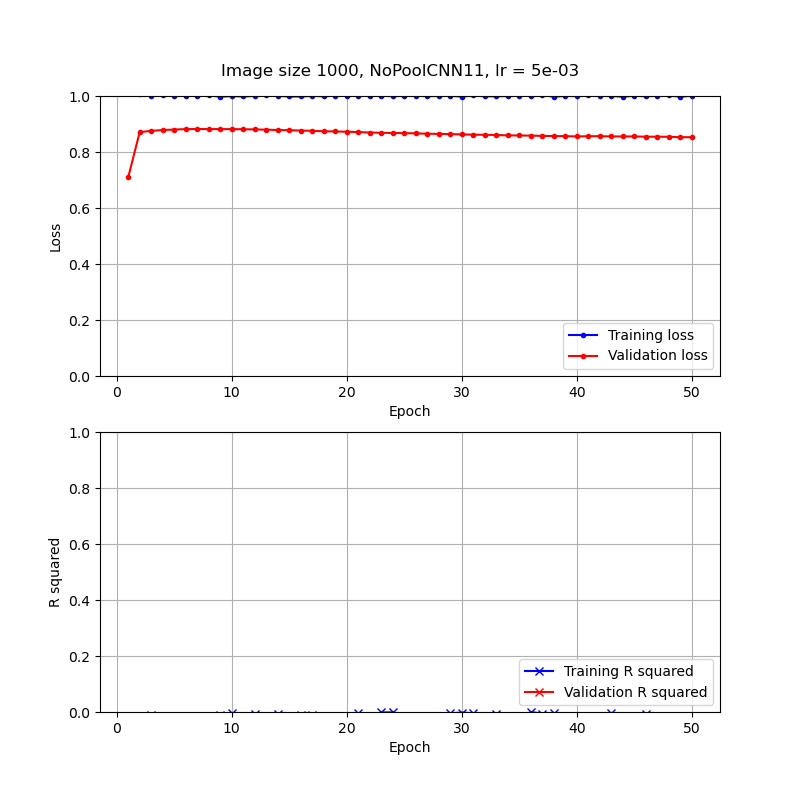 Image size 1000, NoPoolCNN11, lr = 5e-03
1.0
0.8
0.6
0.4
0.2
0.0
Loss
Training loss
Validation loss
0 10 20 30 40 50
Epoch
1.0
0.8
0.6
0.4
0.2
0.0
R squared
Training R squared
Validation R squared
0 10 20 30 40 50
Epoch